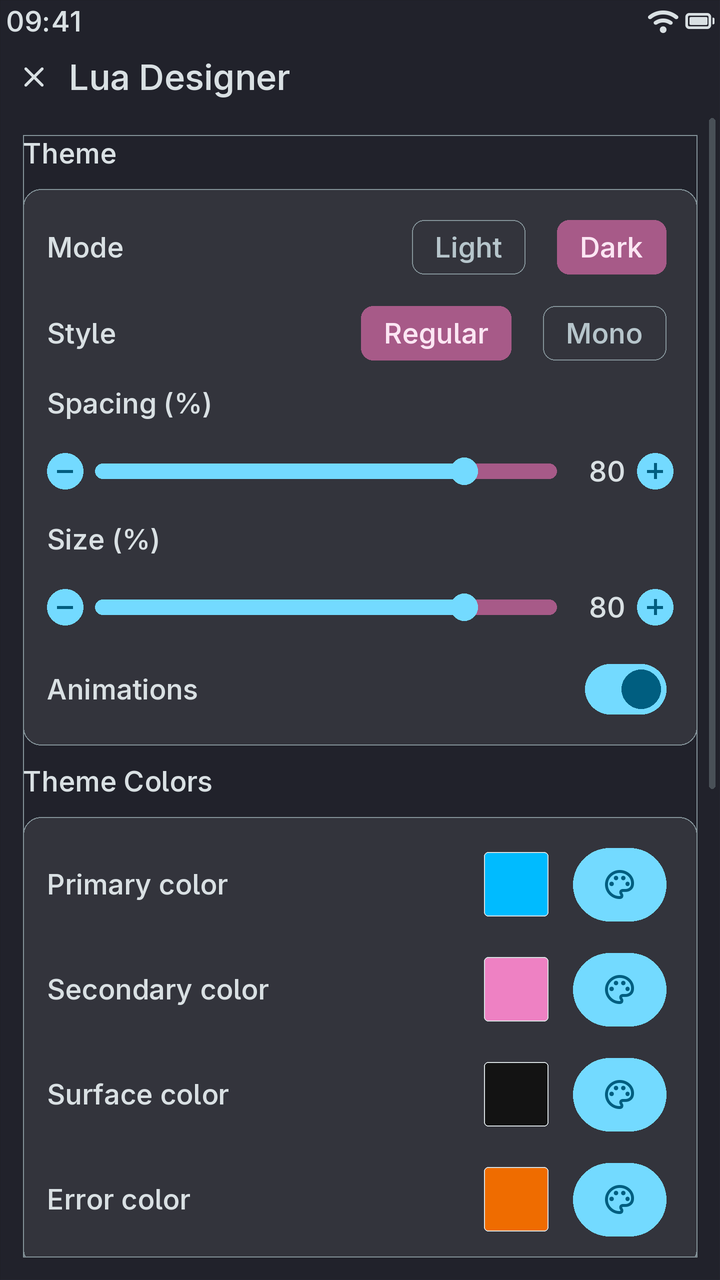 09:41
Lua Designer
Theme
Mode Light Dark
Style Regular Mono
Spacing (%)
80
Size (%)
80
Animations
Theme Colors
Primary color
Secondary color
Surface color
Error color